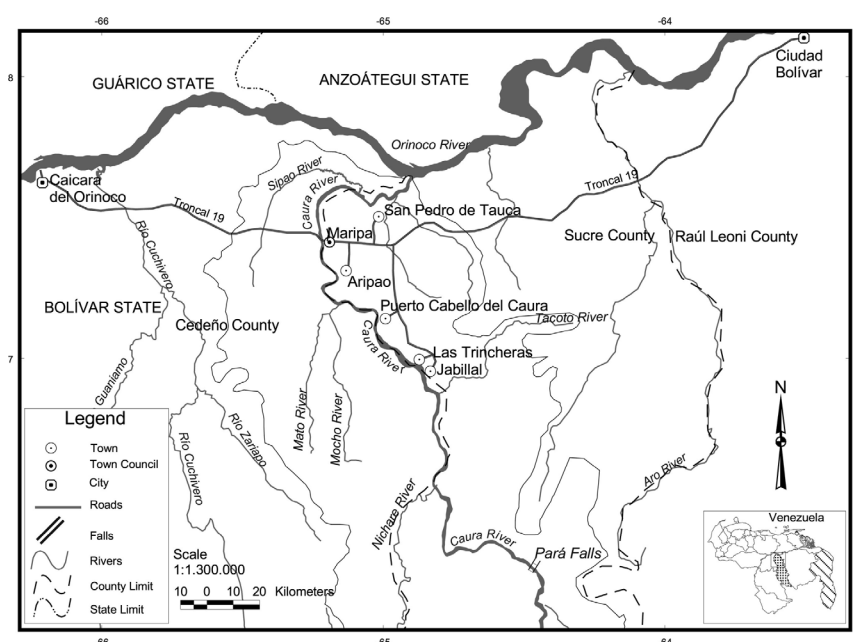 -66
-65
-64
8
Ciudad
Bolívar
GUÁRICO STATE
ANZOÁTEGUI STATE
Orinoco River
Sipao River
Caicara
del Orinoco
Caura River
Troncal 19
Troncal 19
San Pedro de Tauca
Maripa
Río Cuchivero
Sucre County
Raúl Leoni County
Aripao
BOLÍVAR STATE
Puerto Cabello del Caura
Cedeño County
Tacoto River
Caura River
7
Las Trincheras
Jabillal
Guaniamo
Mato River
Mocho River
N
Río Zariapo
Río Cuchivero
Aro River
Nichare River
Caura River
Pará Falls
Legend
Town
Town Council
City
Roads
Falls
Rivers
County Limit
State Limit
Scale
1:1.300.000
10 0 10 20 Kilometers
Venezuela
-66
-65
-64